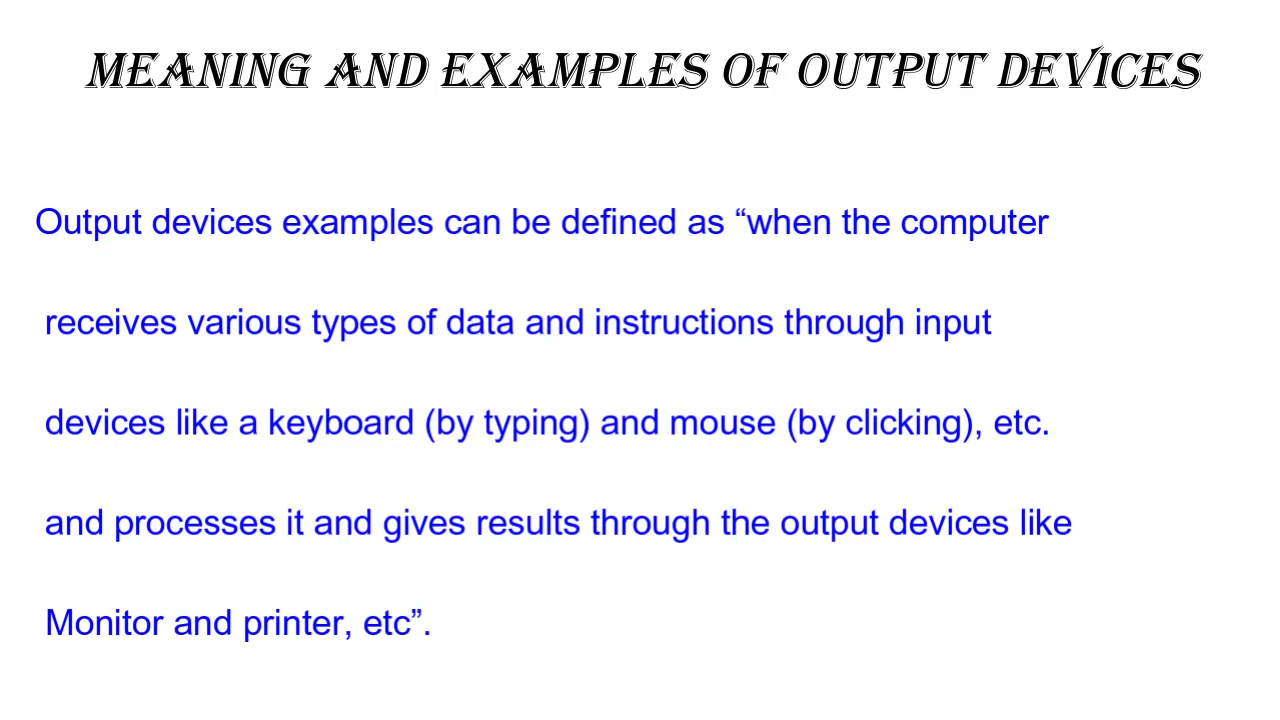 MEANING AND EXAMPLES OF OUTPUT DEVICES
Output devices examples can be defined as “when the computer
receives various types of data and instructions through input
devices like a keyboard (by typing) and mouse (by clicking), etc.
and processes it and gives results through the output devices like
Monitor and printer, etc”.